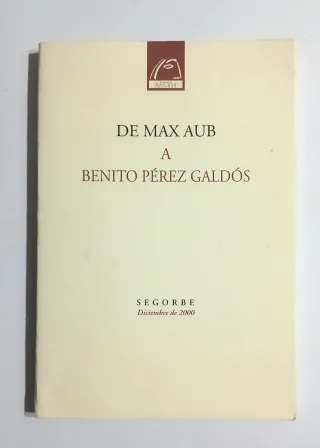 DE MAX AUB
A
BENITO PÉREZ GALDÓS
SEGORBE
Diciembre de 2000